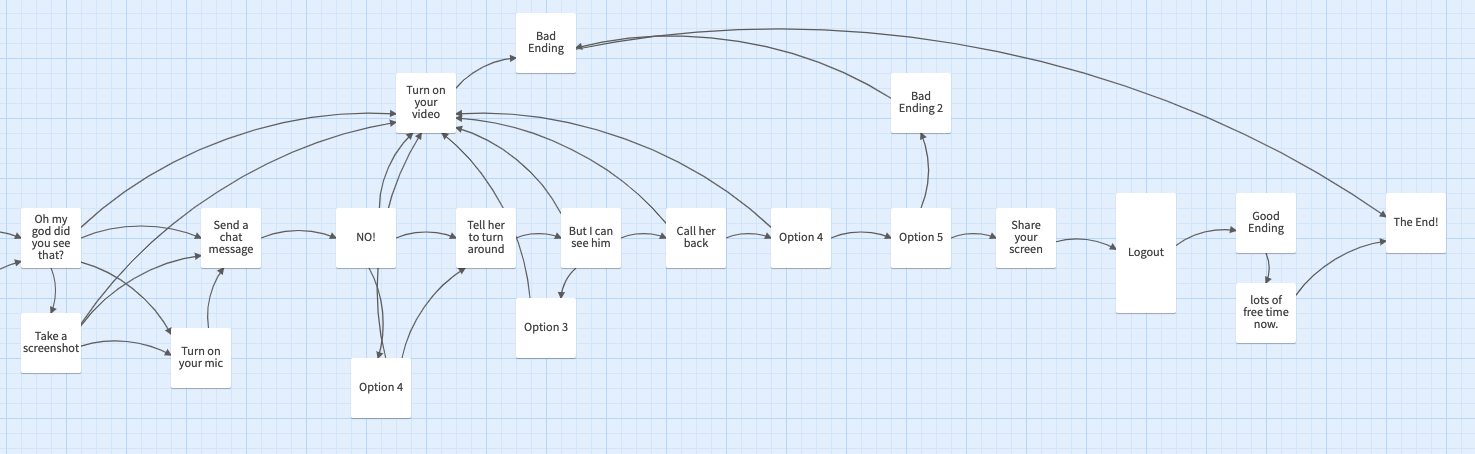 Bad
Ending
Turn on
your
video
Bad
Ending 2
Oh my
god did
you see
that?
Send a
chat
message
NO!
Tell her
to turn
around
But I can
see him
Call her
back
Option 4
Option 5
Share
your
screen
Logout
Good
Ending
The End!
Take a
screenshot
Turn on
your mic
Option 4
Option 3
lots of
free time
now.